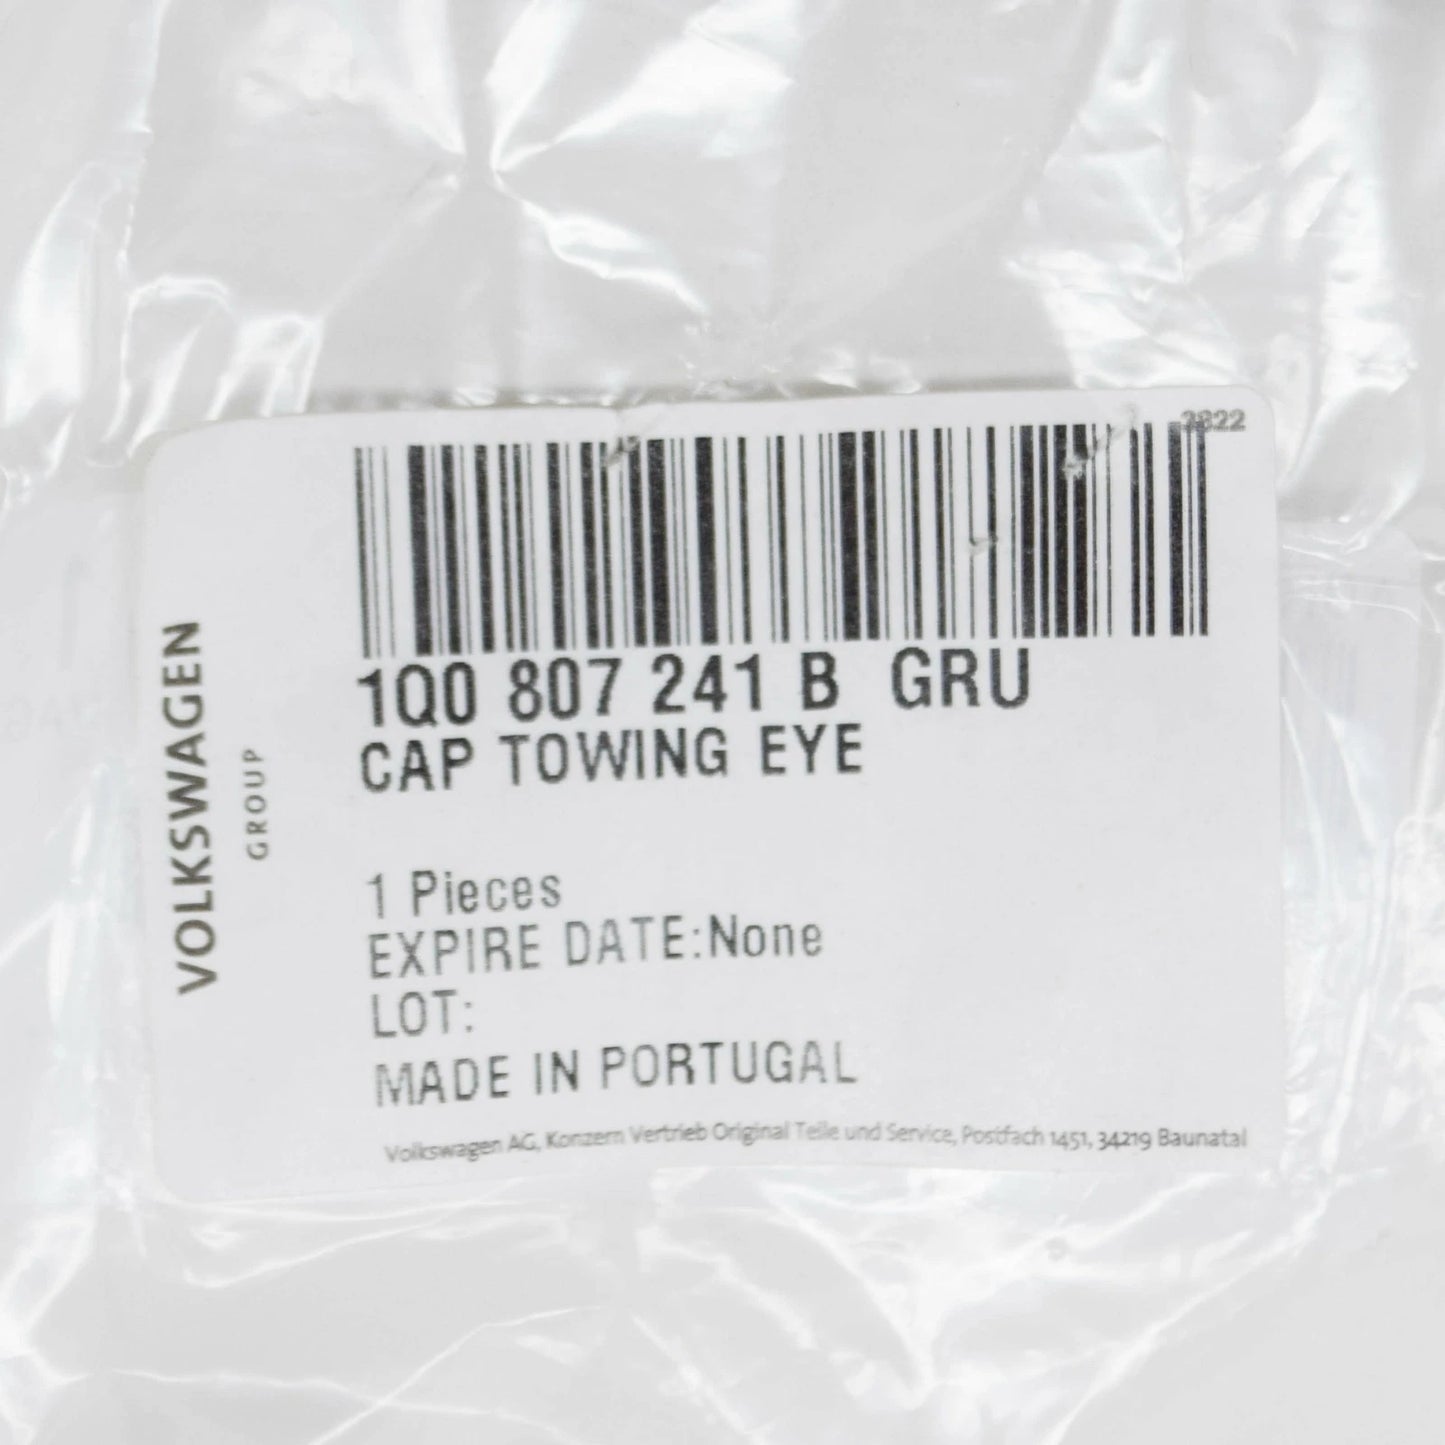 3822
1Q0 807 241 B GRU
CAP TOWING EYE
1 Pieces
EXPIRE DATE:None
LOT:
MADE IN PORTUGAL
Volkswagen AG, Konzern Vertrieb Original Teile und Service, Postfach 1451, 34219 Baunatal
VOLKSWAGEN
GROUP